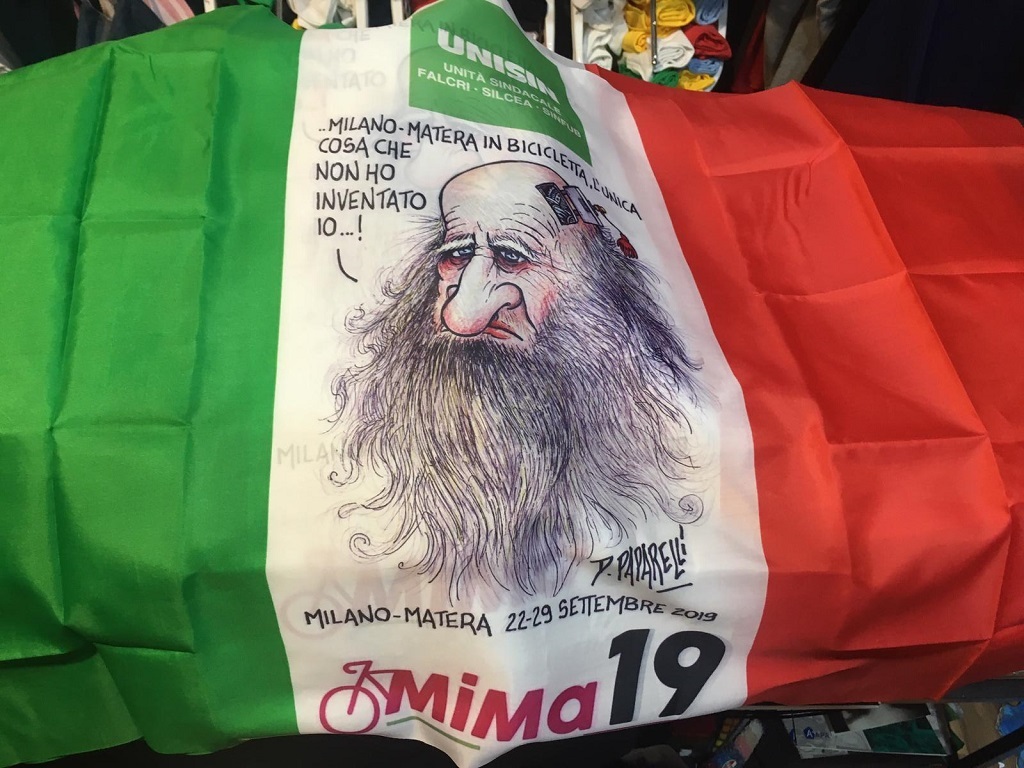 UNISIN
UNITÀ SINDACALE
FALCRI - SILCEA - SINFUB
..MILANO-MATERA IN BICICLETTA, L'UNICA
COSA CHE
NON HO
INVENTATO
IO...!
D. PAPARELLI
MILANO-MATERA 22-29 SETTEMBRE 2019
MiMa19